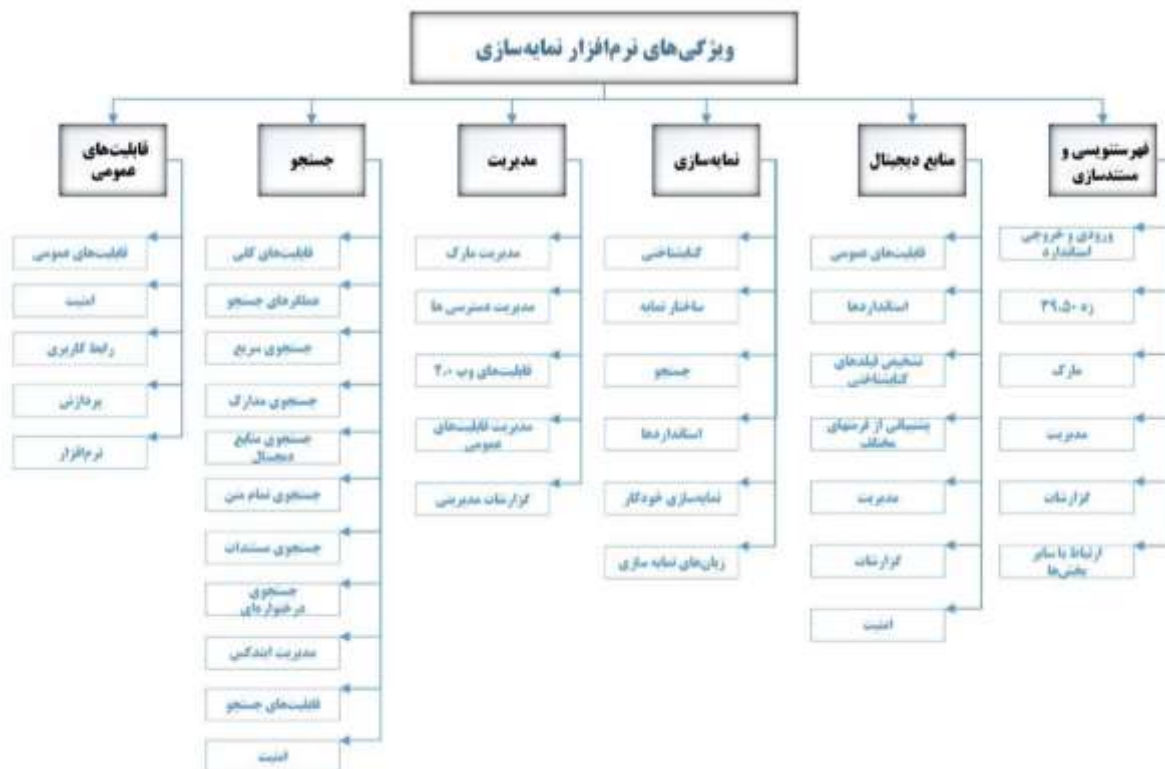 ویژگی‌های نرم‌افزار نمایه‌سازی
فهرستنویسی و
مستندسازی
ورودی و خروجی
استاندارد
زد ۳۹.۵۰
مارک
مدیریت
گزارشات
ارتباط با سایر
بخش‌ها
منابع دیجیتال
قابلیت‌های عمومی
استانداردها
تشخیص فیلدهای
کتابشناختی
پشتیبانی از فرمتهای
مختلف
مدیریت
گزارشات
امنیت
نمایه‌سازی
کتابشناختی
ساختار نمایه
جستجو
استانداردها
نمایه‌سازی خودکار
زبان‌های نمایه سازی
مدیریت
مدیریت مارک
مدیریت دسترسی ها
قابلیت‌های وب ۲.۰
مدیریت قابلیت‌های
عمومی
گزارشات مدیریتی
جستجو
قابلیت‌های کلی
عملگرهای جستجو
جستجوی سریع
جستجوی مدارک
جستجوی منابع
دیجیتال
جستجوی تمام متن
جستجوی مستندات
جستجوی
درختواره‌ای
مدیریت ایندکس
قابلیت‌های جستجو
امنیت
قابلیت‌های
عمومی
قابلیت‌های عمومی
امنیت
رابط کاربری
پردازش
نرم‌افزار